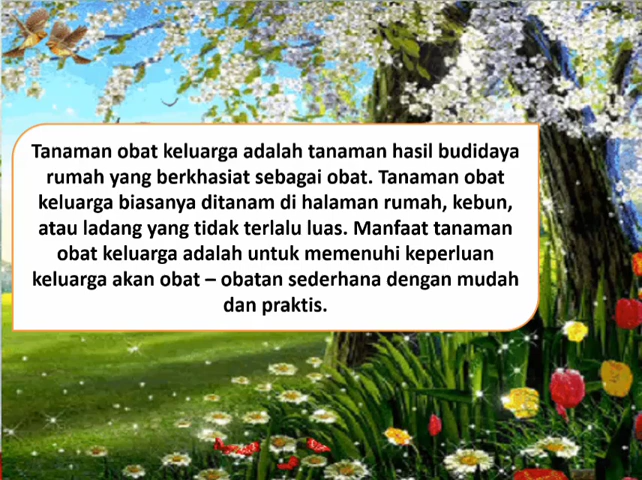 Tanaman obat keluarga adalah tanaman hasil budidaya
rumah yang berkhasiat sebagai obat. Tanaman obat
keluarga biasanya ditanam di halaman rumah, kebun,
atau ladang yang tidak terlalu luas. Manfaat tanaman
obat keluarga adalah untuk memenuhi keperluan
keluarga akan obat – obatan sederhana dengan mudah
dan praktis.